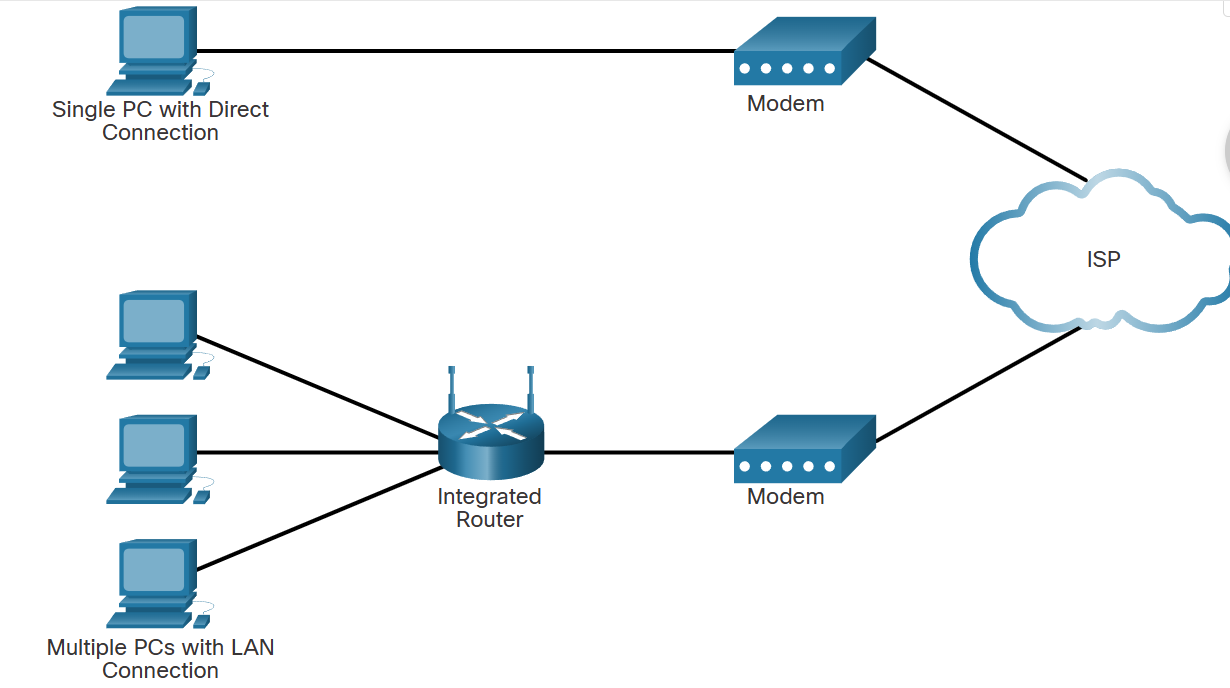 Single PC with Direct
Connection
Modem
ISP
Integrated
Router
Modem
Multiple PCs with LAN
Connection